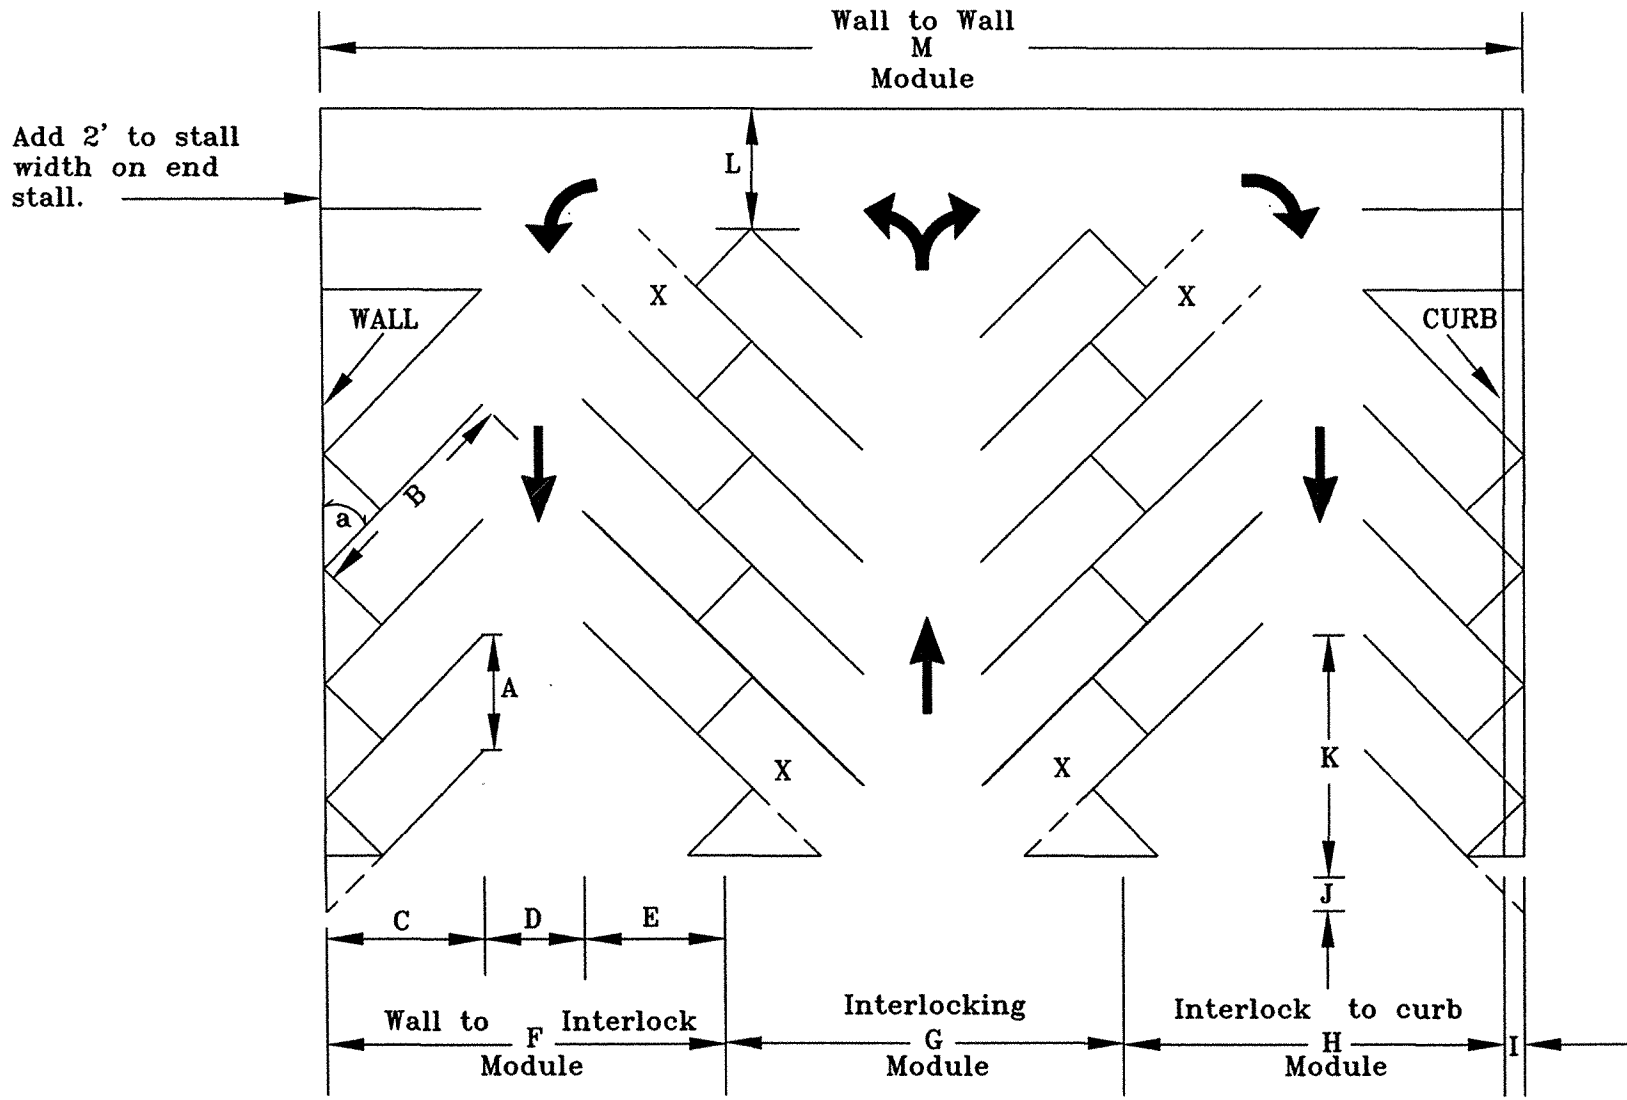 Wall to Wall
M
Module
Add 2' to stall
width on end
stall.
L
X
X
WALL
CURB
B
a
A
K
X
X
J
C
D
E
Wall to Interlock
F
Module
Interlocking
G
Module
Interlock to curb
H
Module
I